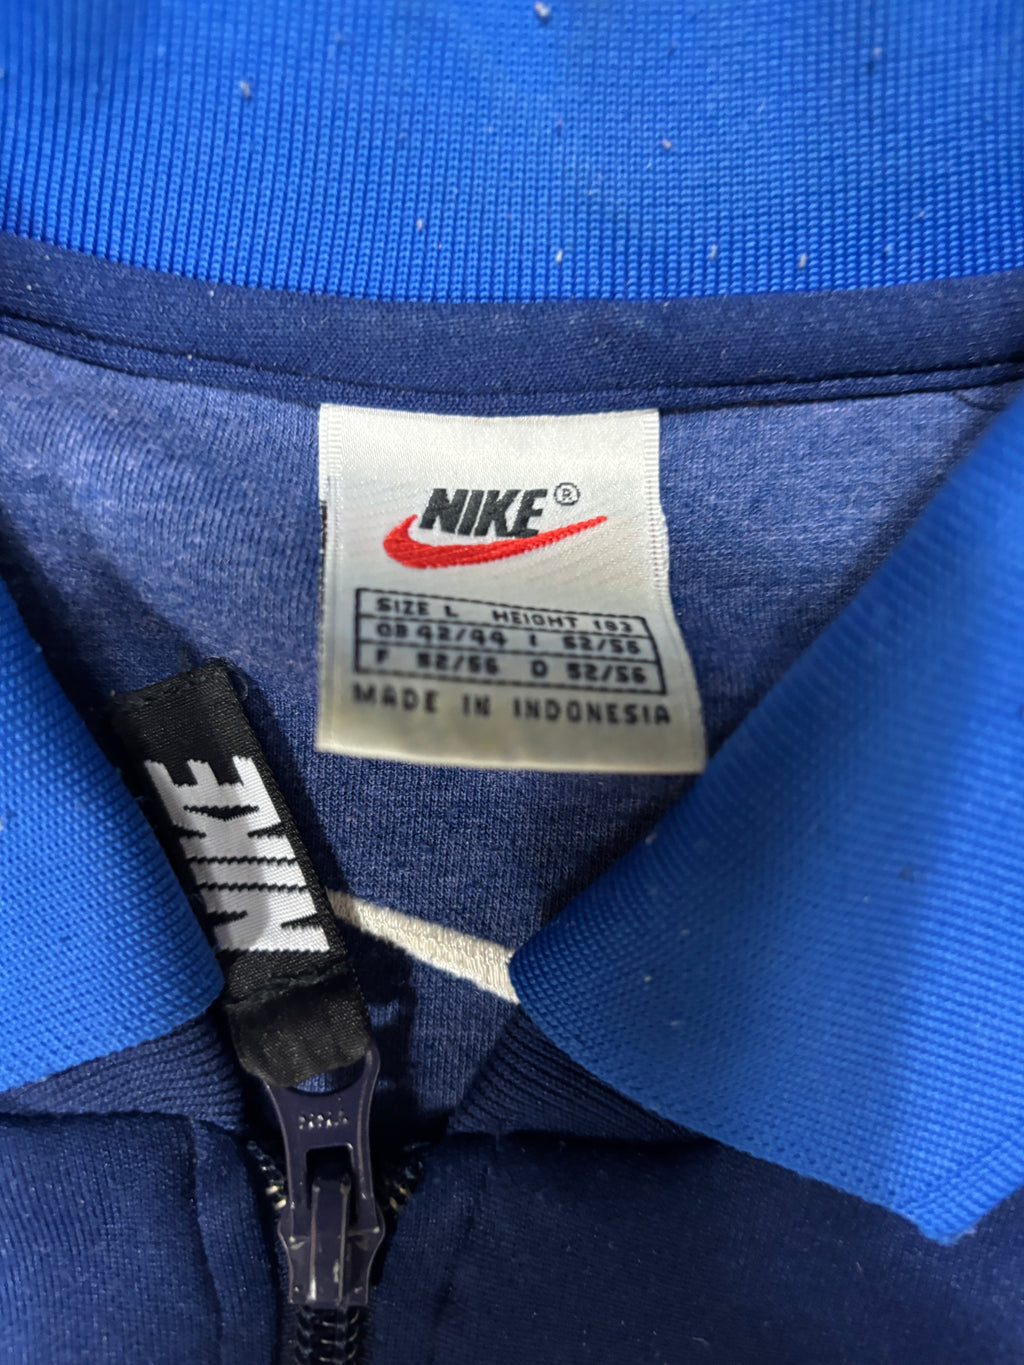 NIKE®
SIZE L HEIGHT 183
GB 42/44 I 52/56
F 52/56 D 52/56
MADE IN INDONESIA
NIKE